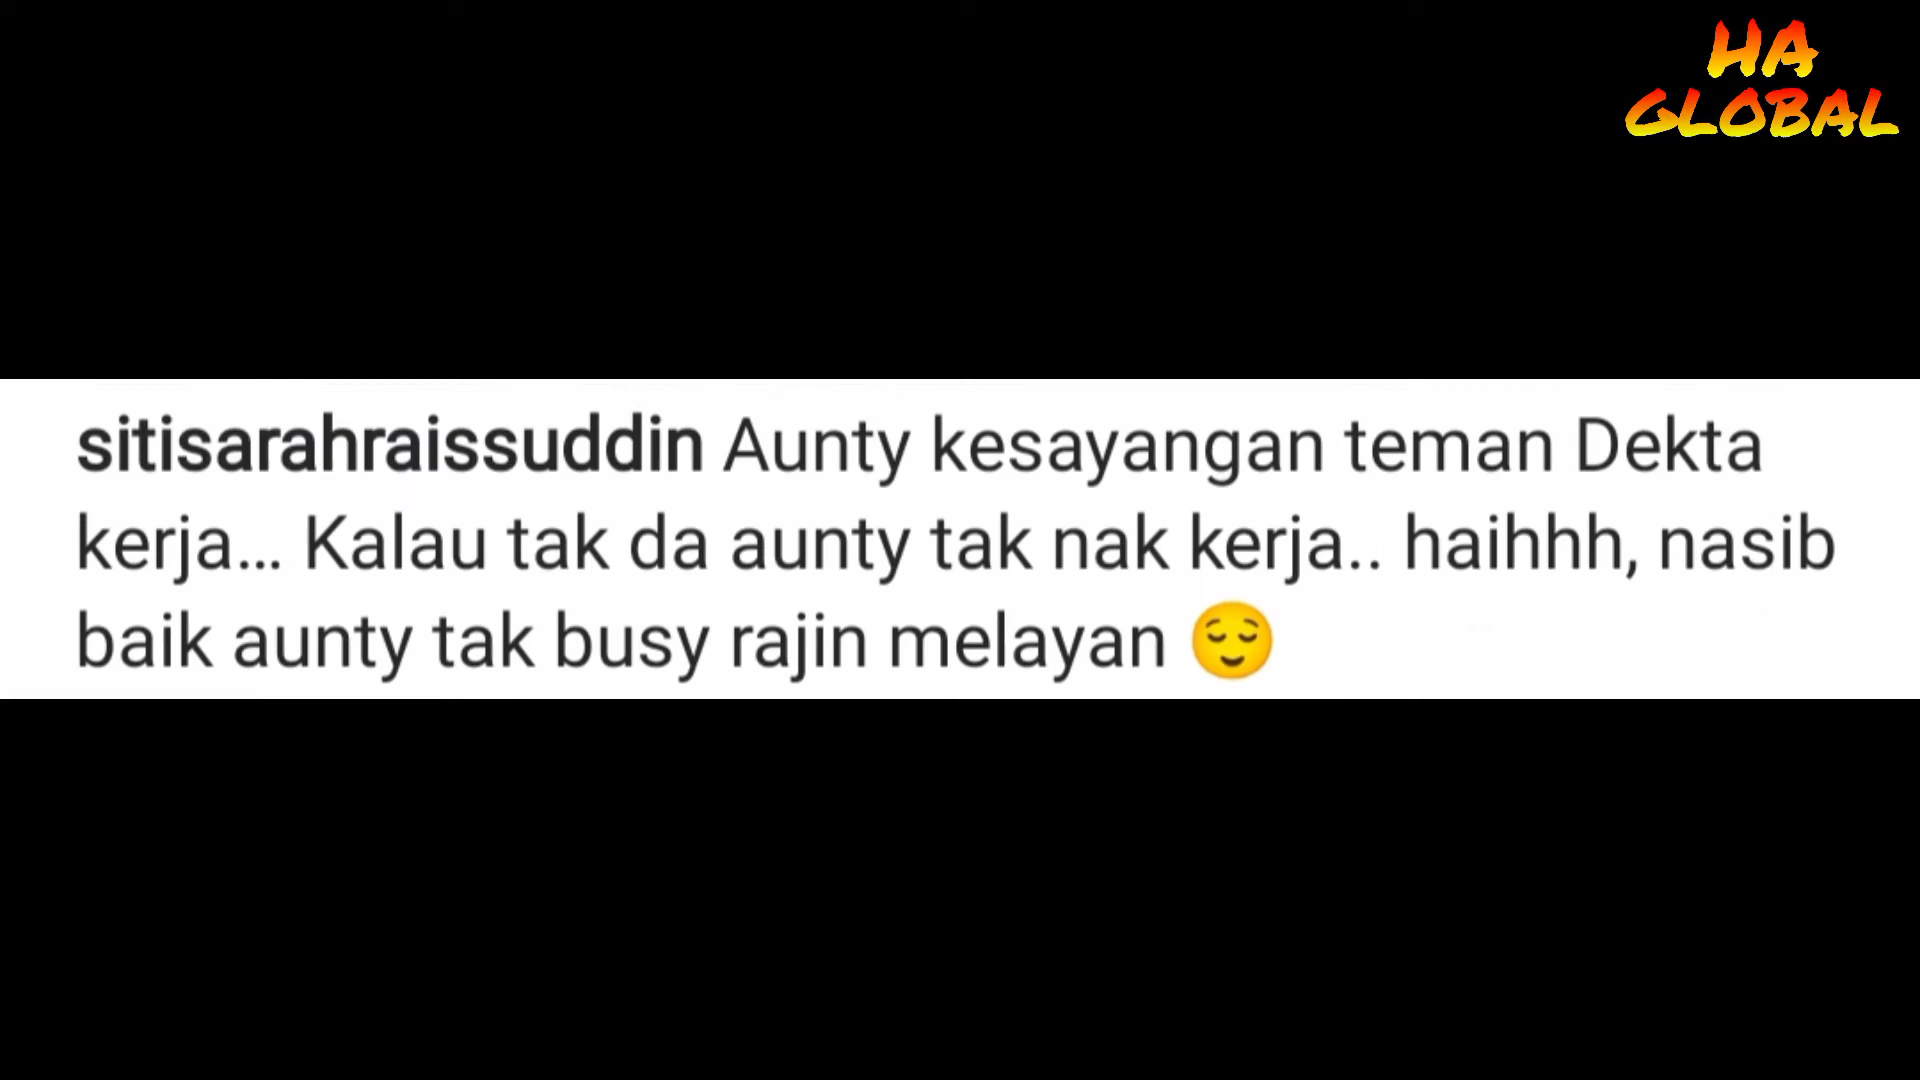 HA
GLOBAL
sitisarahraissuddin Aunty kesayangan teman Dekta
kerja... Kalau tak da aunty tak nak kerja.. haihhh, nasib
baik aunty tak busy rajin melayan 😌